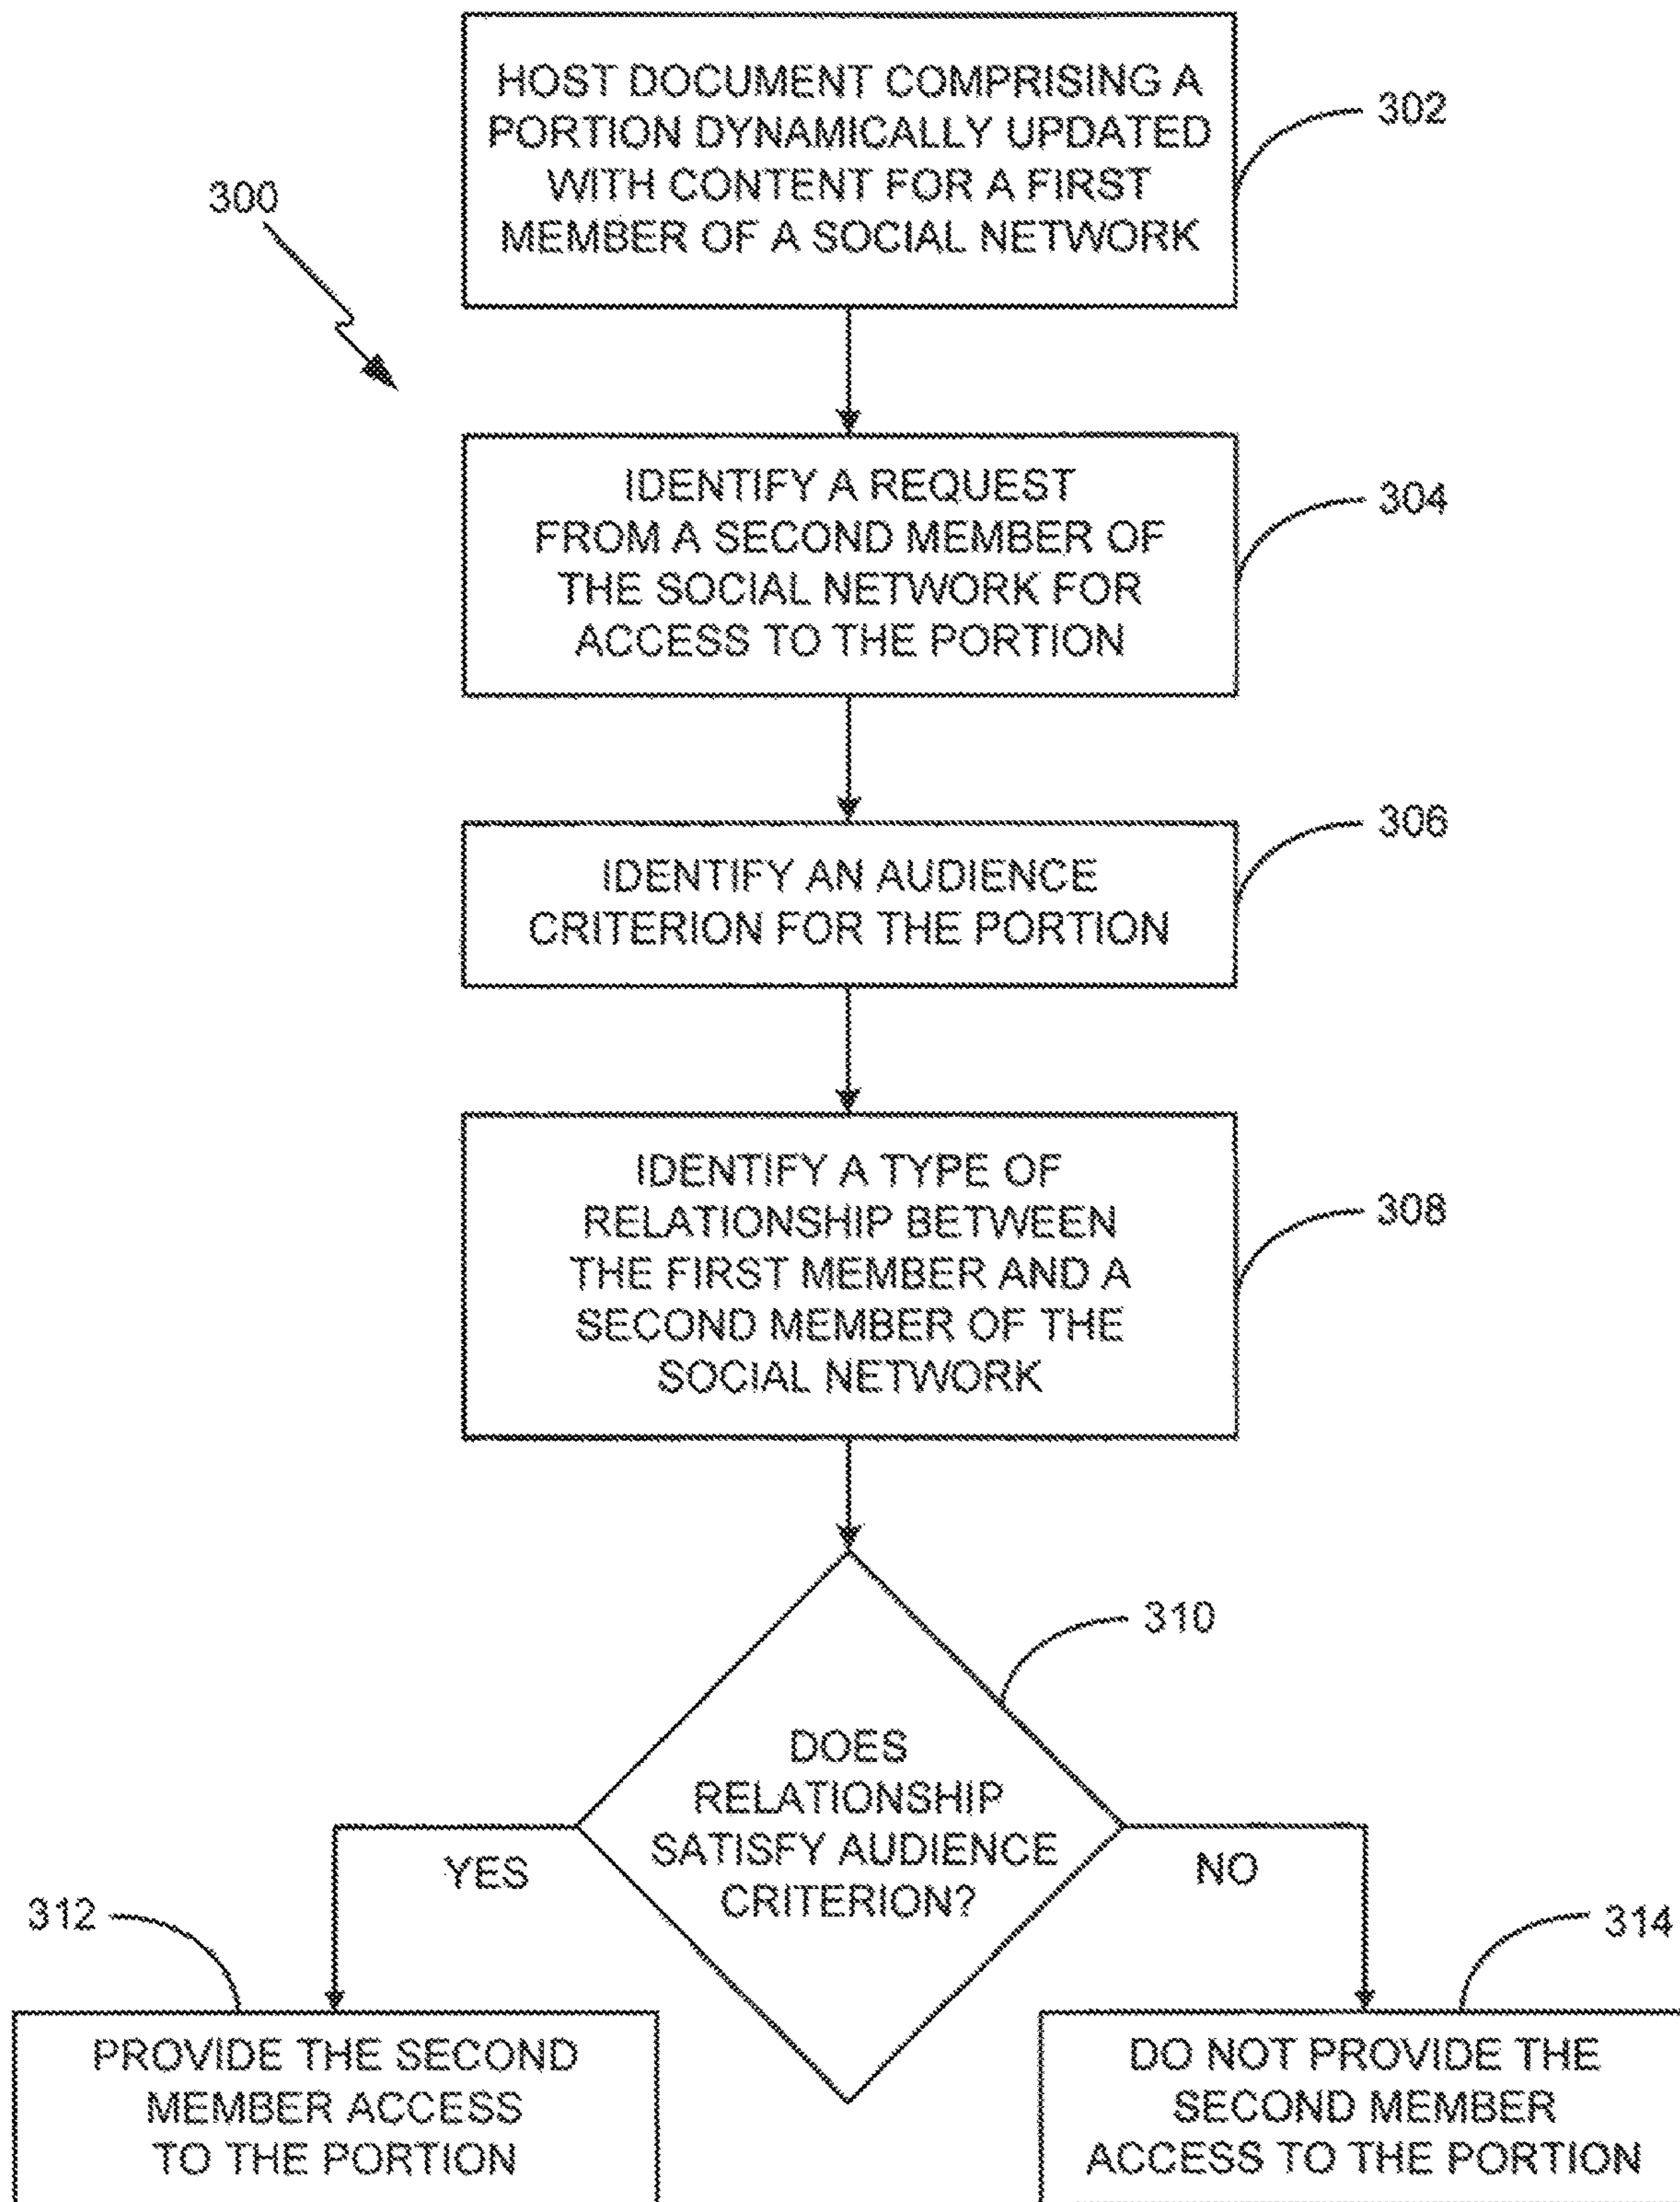 HOST DOCUMENT COMPRISING A
PORTION DYNAMICALLY UPDATED
WITH CONTENT FOR A FIRST
MEMBER OF A SOCIAL NETWORK
302
300
IDENTIFY A REQUEST
FROM A SECOND MEMBER OF
THE SOCIAL NETWORK FOR
ACCESS TO THE PORTION
304
IDENTIFY AN AUDIENCE
CRITERION FOR THE PORTION
306
IDENTIFY A TYPE OF
RELATIONSHIP BETWEEN
THE FIRST MEMBER AND A
SECOND MEMBER OF THE
SOCIAL NETWORK
308
310
DOES
RELATIONSHIP
SATISFY AUDIENCE
CRITERION?
YES
NO
312
PROVIDE THE SECOND
MEMBER ACCESS
TO THE PORTION
314
DO NOT PROVIDE THE
SECOND MEMBER
ACCESS TO THE PORTION